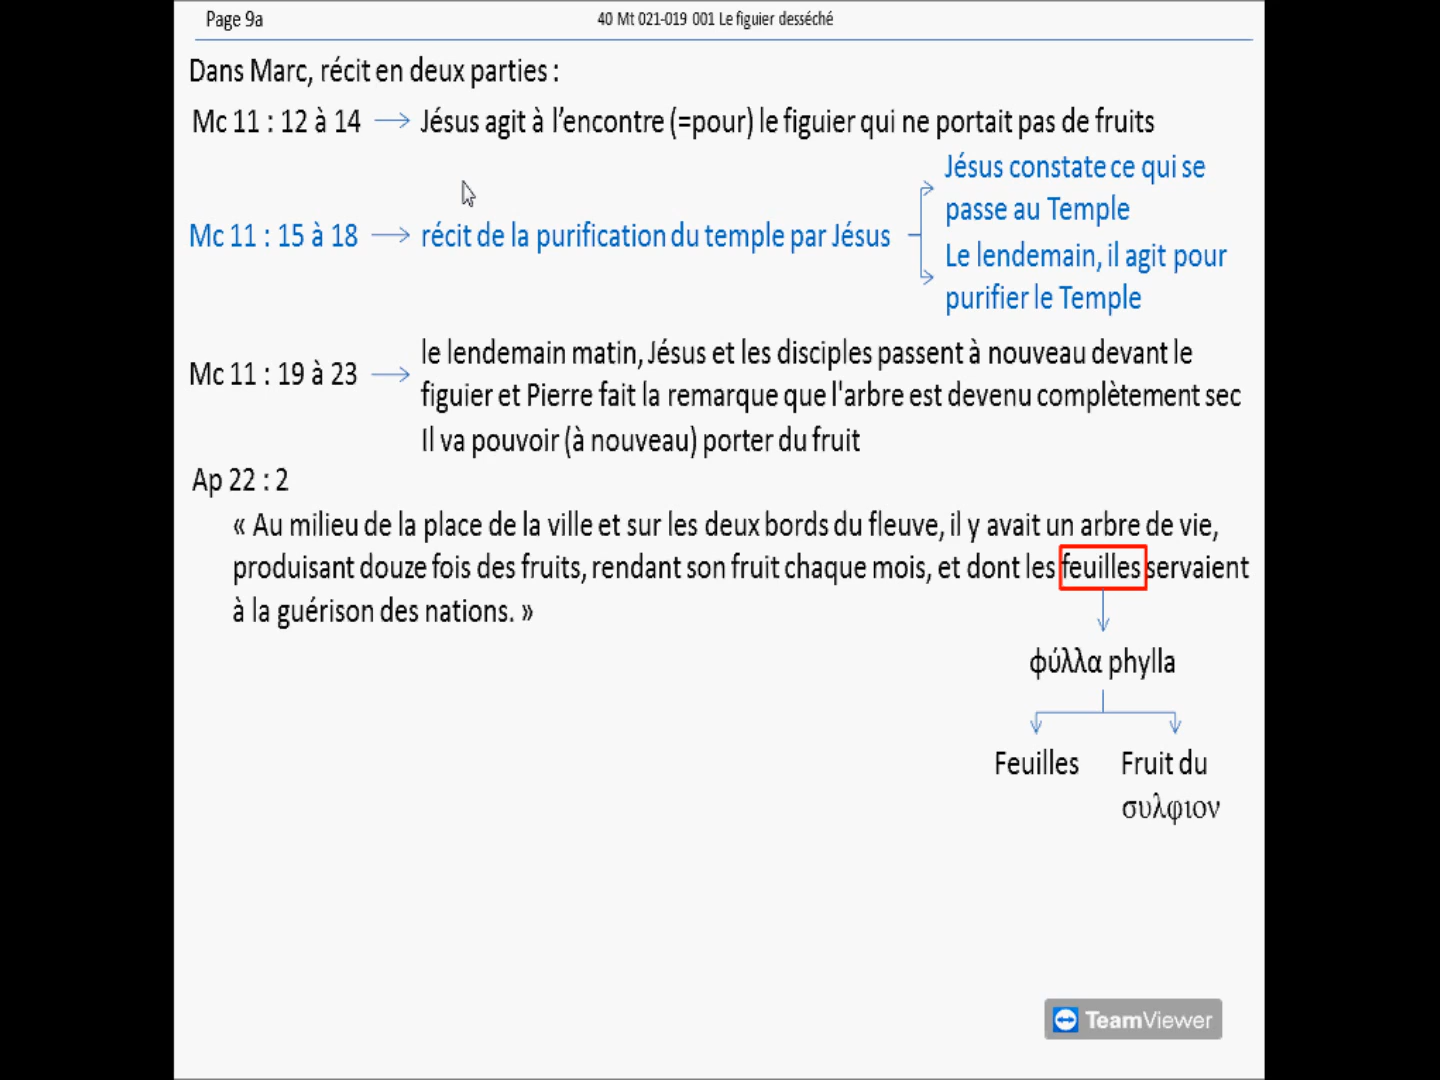 Page 9a
40 Mt 021-019 001 Le figuier desséché
Dans Marc, récit en deux parties :
Mc 11 : 12 à 14 → Jésus agit à l'encontre (=pour) le figuier qui ne portait pas de fruits
Mc 11 : 15 à 18 → récit de la purification du temple par Jésus
Jésus constate ce qui se
passe au Temple
Le lendemain, il agit pour
purifier le Temple
Mc 11 : 19 à 23 →
le lendemain matin, Jésus et les disciples passent à nouveau devant le
figuier et Pierre fait la remarque que l'arbre est devenu complètement sec
Il va pouvoir (à nouveau) porter du fruit
Ap 22 : 2
« Au milieu de la place de la ville et sur les deux bords du fleuve, il y avait un arbre de vie,
produisant douze fois des fruits, rendant son fruit chaque mois, et dont les feuilles servaient
à la guérison des nations. »
φύλλα phylla
Feuilles
Fruit du
συλφιον
TeamViewer